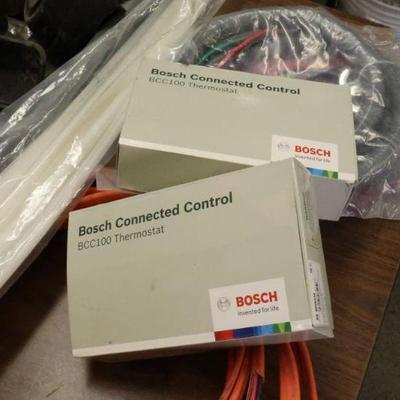 Bosch Connected Control
BCC100 Thermostat
BOSCH
Invented for life
Bosch Connected Control
BCC100 Thermostat
BOSCH
Invented for life